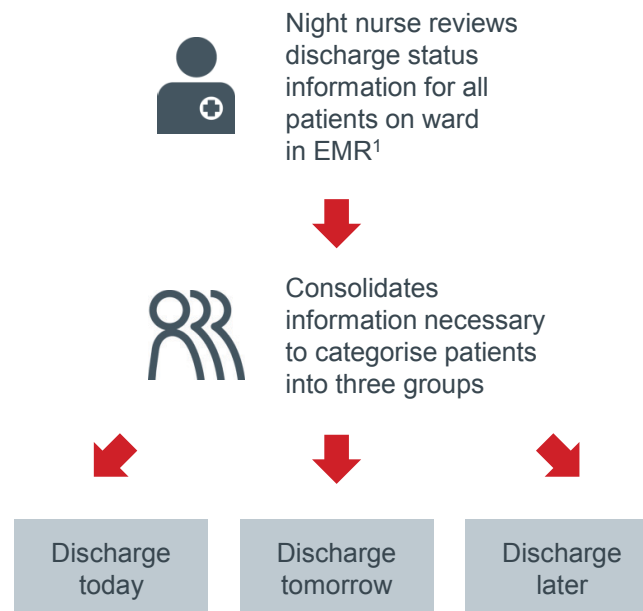 Night nurse reviews
discharge status
information for all
patients on ward
in EMR¹
Consolidates
information necessary
to categorise patients
into three groups
Discharge
today
Discharge
tomorrow
Discharge
later